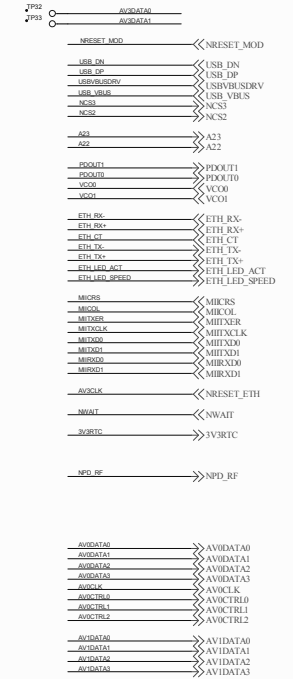 TP32 AV3DATA0
TP33 AV3DATA1
NRESET_MOD NRESET_MOD
USB_DN USB_DN
USB_DP USB_DP
USBVBUSDRV USBVBUSDRV
USB_VBUS USB_VBUS
NCS3 NCS3
NCS2 NCS2
A23 A23
A22 A22
PDOUT1 PDOUT1
PDOUT0 PDOUT0
VCO0 VCO0
VCO1 VCO1
ETH_RX- ETH_RX-
ETH_RX+ ETH_RX+
ETH_CT ETH_CT
ETH_TX- ETH_TX-
ETH_TX+ ETH_TX+
ETH_LED_ACT ETH_LED_ACT
ETH_LED_SPEED ETH_LED_SPEED
MIICRS MIICRS
MIICOL MIICOL
MIITXER MIITXER
MIITXCLK MIITXCLK
MIITXD0 MIITXD0
MIITXD1 MIITXD1
MIIRXD0 MIIRXD0
MIIRXD1 MIIRXD1
AV3CLK NRESET_ETH
NWAIT NWAIT
3V3RTC 3V3RTC
NPD_RF NPD_RF
AV0DATA0 AV0DATA0
AV0DATA1 AV0DATA1
AV0DATA2 AV0DATA2
AV0DATA3 AV0DATA3
AV0CLK AV0CLK
AV0CTRL0 AV0CTRL0
AV0CTRL1 AV0CTRL1
AV0CTRL2 AV0CTRL2
AV1DATA0 AV1DATA0
AV1DATA1 AV1DATA1
AV1DATA2 AV1DATA2
AV1DATA3 AV1DATA3